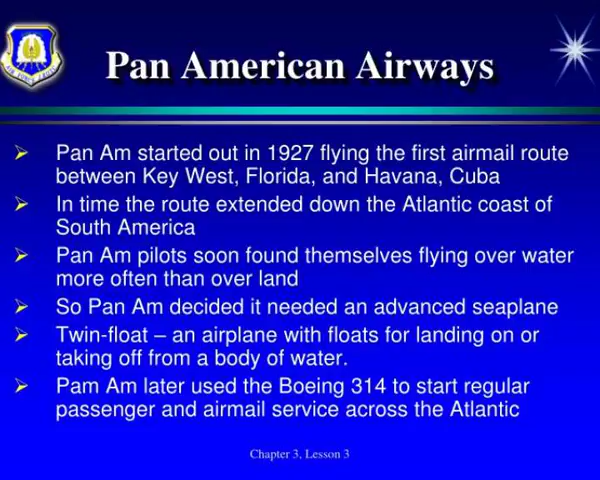 Pan American Airways
Pan Am started out in 1927 flying the first airmail route
between Key West, Florida, and Havana, Cuba
In time the route extended down the Atlantic coast of
South America
Pan Am pilots soon found themselves flying over water
more often than over land
So Pan Am decided it needed an advanced seaplane
Twin-float – an airplane with floats for landing on or
taking off from a body of water.
Pam Am later used the Boeing 314 to start regular
passenger and airmail service across the Atlantic
Chapter 3, Lesson 3